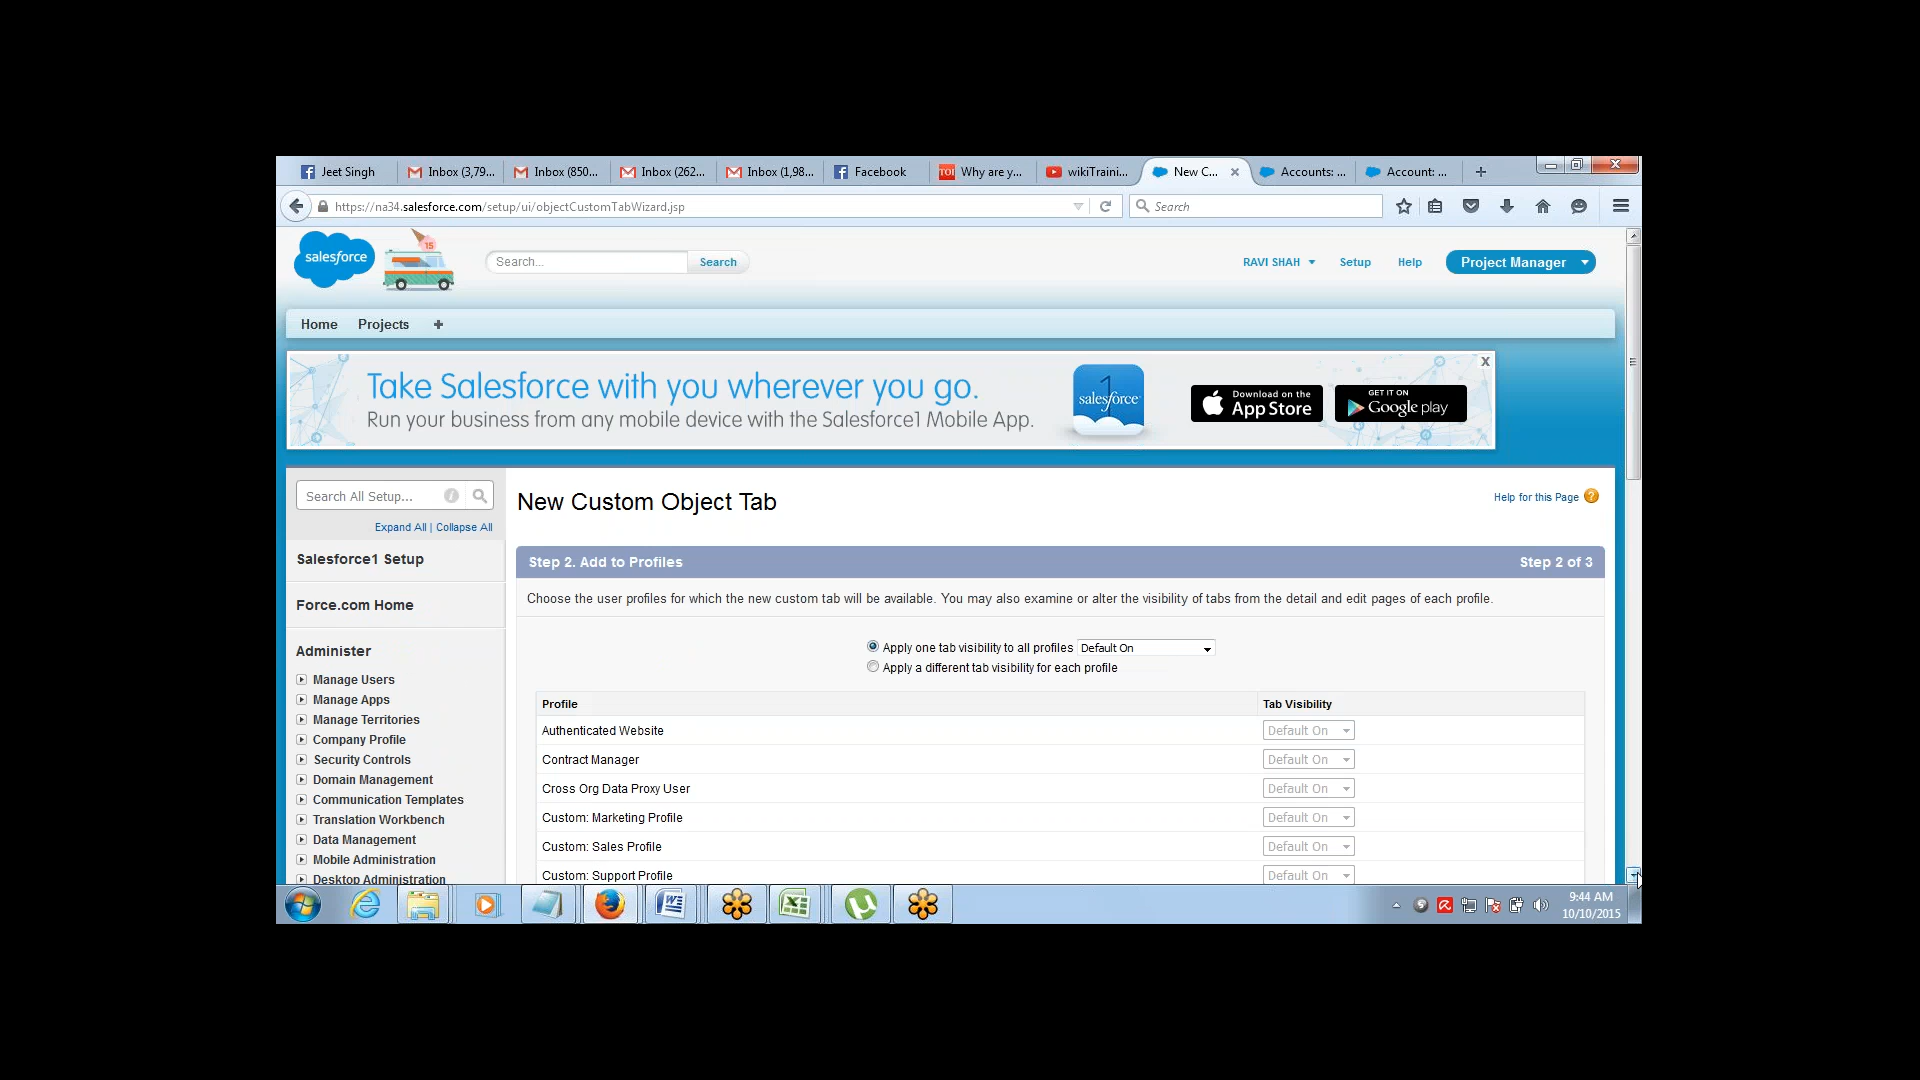 Jeet Singh
Inbox (3,79...
Inbox (850...
Inbox (262...
Inbox (1,98...
Facebook
TOI
Why are y...
wikiTraini...
New C...
Accounts: ...
Account: ...
https://na34.salesforce.com/setup/ui/objectCustomTabWizard.jsp
Search
salesforce
15
Search...
Search
RAVI SHAH
Setup
Help
Project Manager
Home
Projects
+
Take Salesforce with you wherever you go.
Run your business from any mobile device with the Salesforce1 Mobile App.
1
salesforce
Download on the
App Store
GET IT ON
Google play
X
Search All Setup...
Expand All | Collapse All
Salesforce1 Setup
Force.com Home
Administer
Manage Users
Manage Apps
Manage Territories
Company Profile
Security Controls
Domain Management
Communication Templates
Translation Workbench
Data Management
Mobile Administration
Desktop Administration
New Custom Object Tab
Help for this Page ?
Step 2. Add to Profiles
Step 2 of 3
Choose the user profiles for which the new custom tab will be available. You may also examine or alter the visibility of tabs from the detail and edit pages of each profile.
Apply one tab visibility to all profiles Default On
Apply a different tab visibility for each profile
Profile Tab Visibility
Authenticated Website Default On
Contract Manager Default On
Cross Org Data Proxy User Default On
Custom: Marketing Profile Default On
Custom: Sales Profile Default On
Custom: Support Profile Default On
9:44 AM
10/10/2015